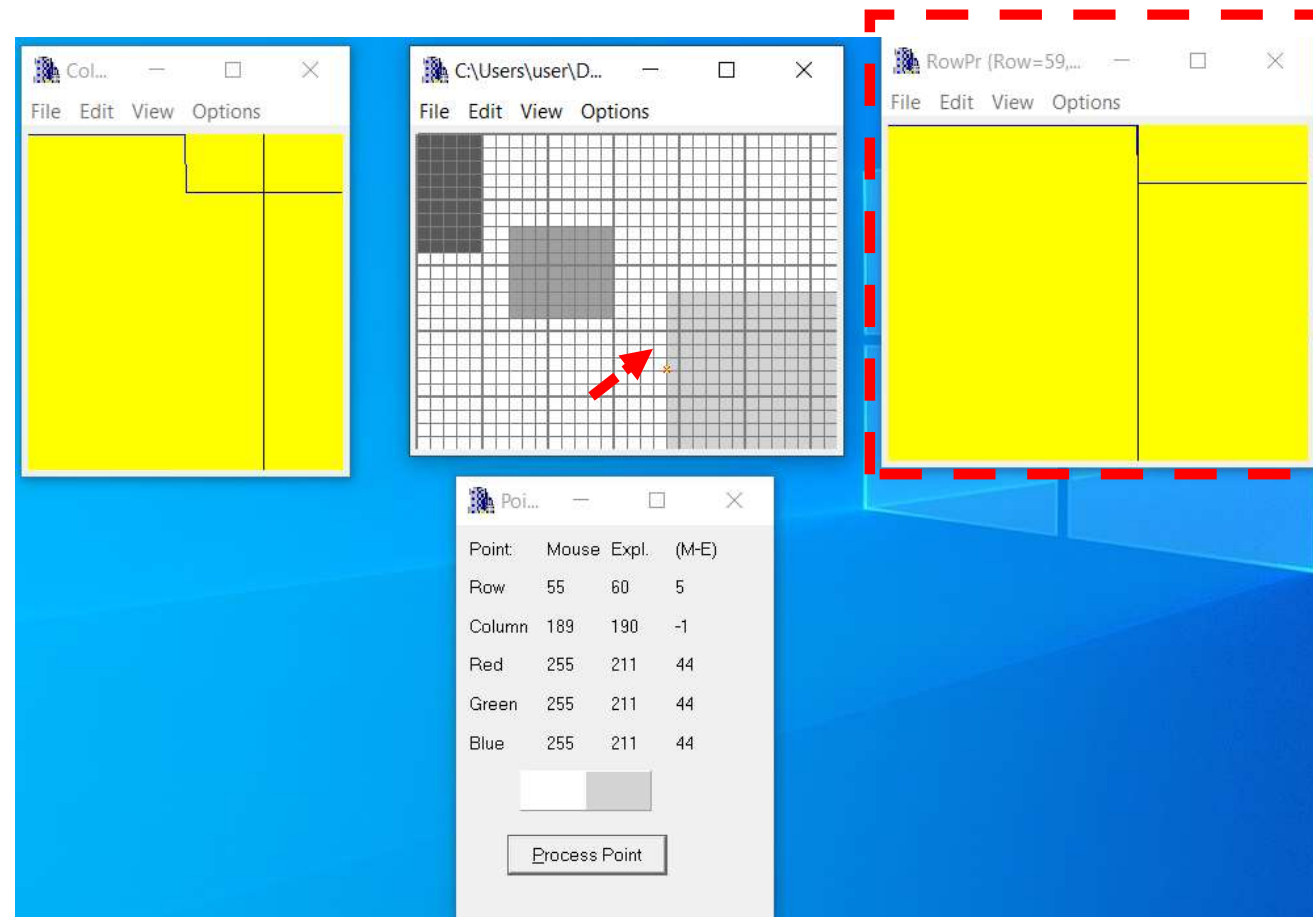 Col...
File Edit View Options
C:\Users\user\D...
File Edit View Options
RowPr (Row=59,...
File Edit View Options
Poi...
Point: Mouse Expl. (M-E)
Row 55 60 5
Column 189 190 -1
Red 255 211 44
Green 255 211 44
Blue 255 211 44
Process Point